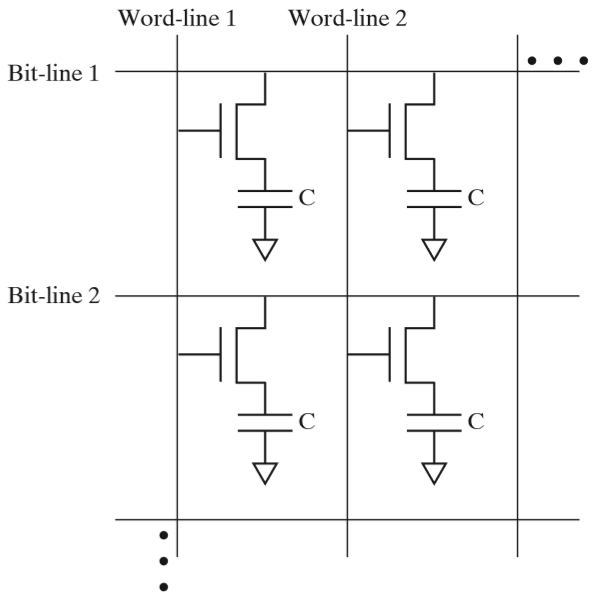 Word-line 1 Word-line 2
Bit-line 1
C C
Bit-line 2
C C